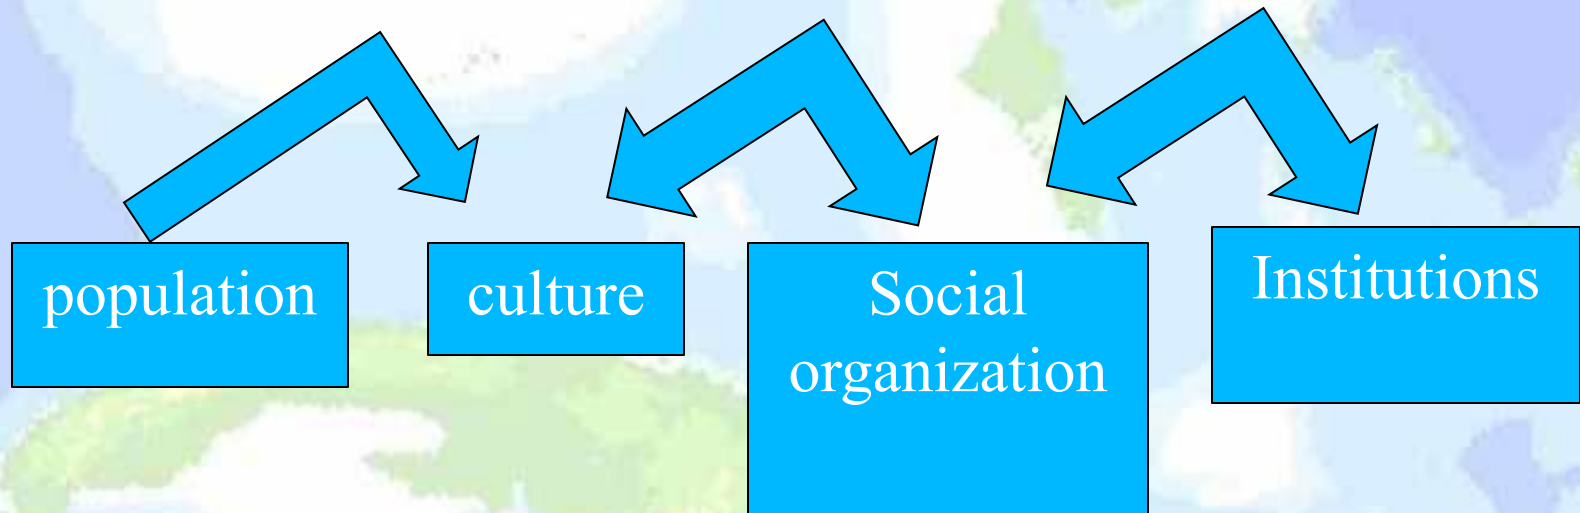 population
culture
Social
organization
Institutions